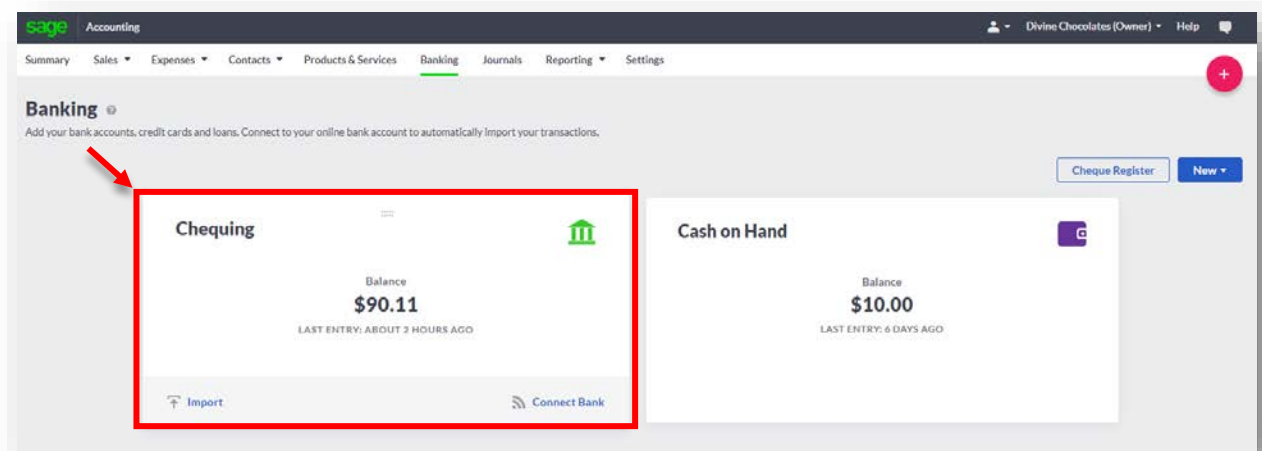 sage Accounting Divine Chocolates (Owner) Help
Summary Sales Expenses Contacts Products & Services Banking Journals Reporting Settings
+
Banking
Add your bank accounts, credit cards and loans. Connect to your online bank account to automatically import your transactions.
Cheque Register New
Chequing
Balance
$90.11
LAST ENTRY: ABOUT 2 HOURS AGO
Import Connect Bank
Cash on Hand
Balance
$10.00
LAST ENTRY: 6 DAYS AGO